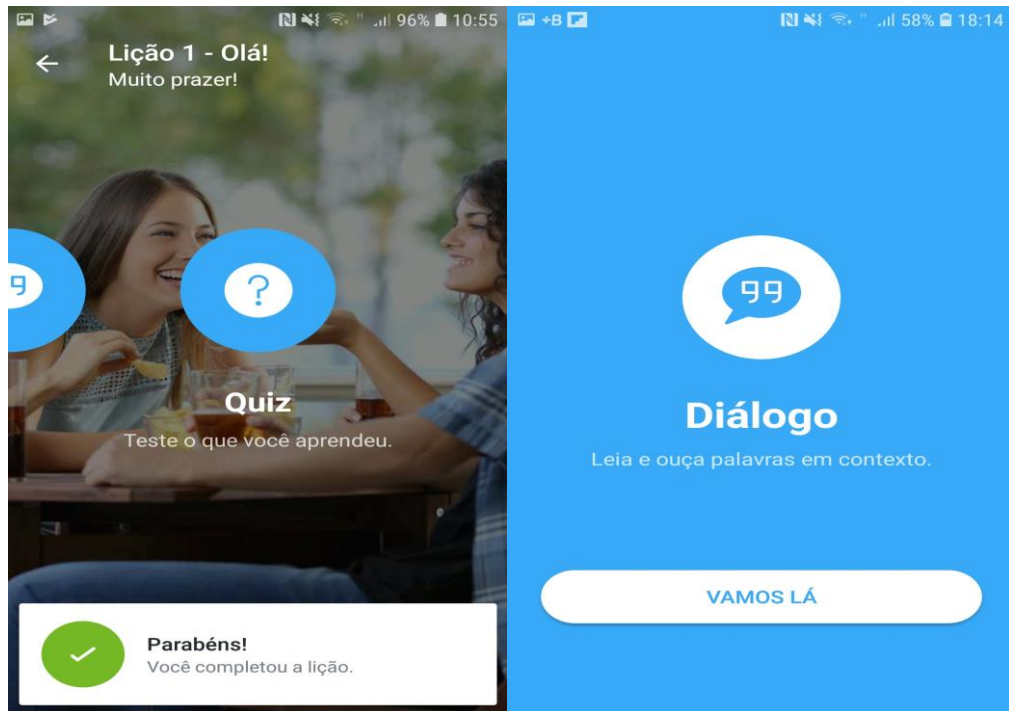 96% 10:55
Lição 1 - Olá!
Muito prazer!
?
Quiz
Teste o que você aprendeu.
Parabéns!
Você completou a lição.
+B 58% 18:14
Diálogo
Leia e ouça palavras em contexto.
VAMOS LÁ